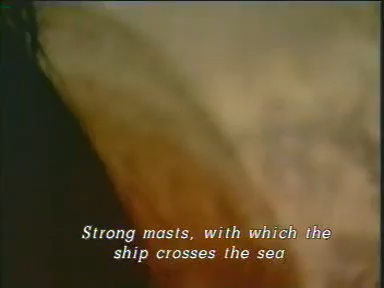 Strong masts, with which the
ship crosses the sea